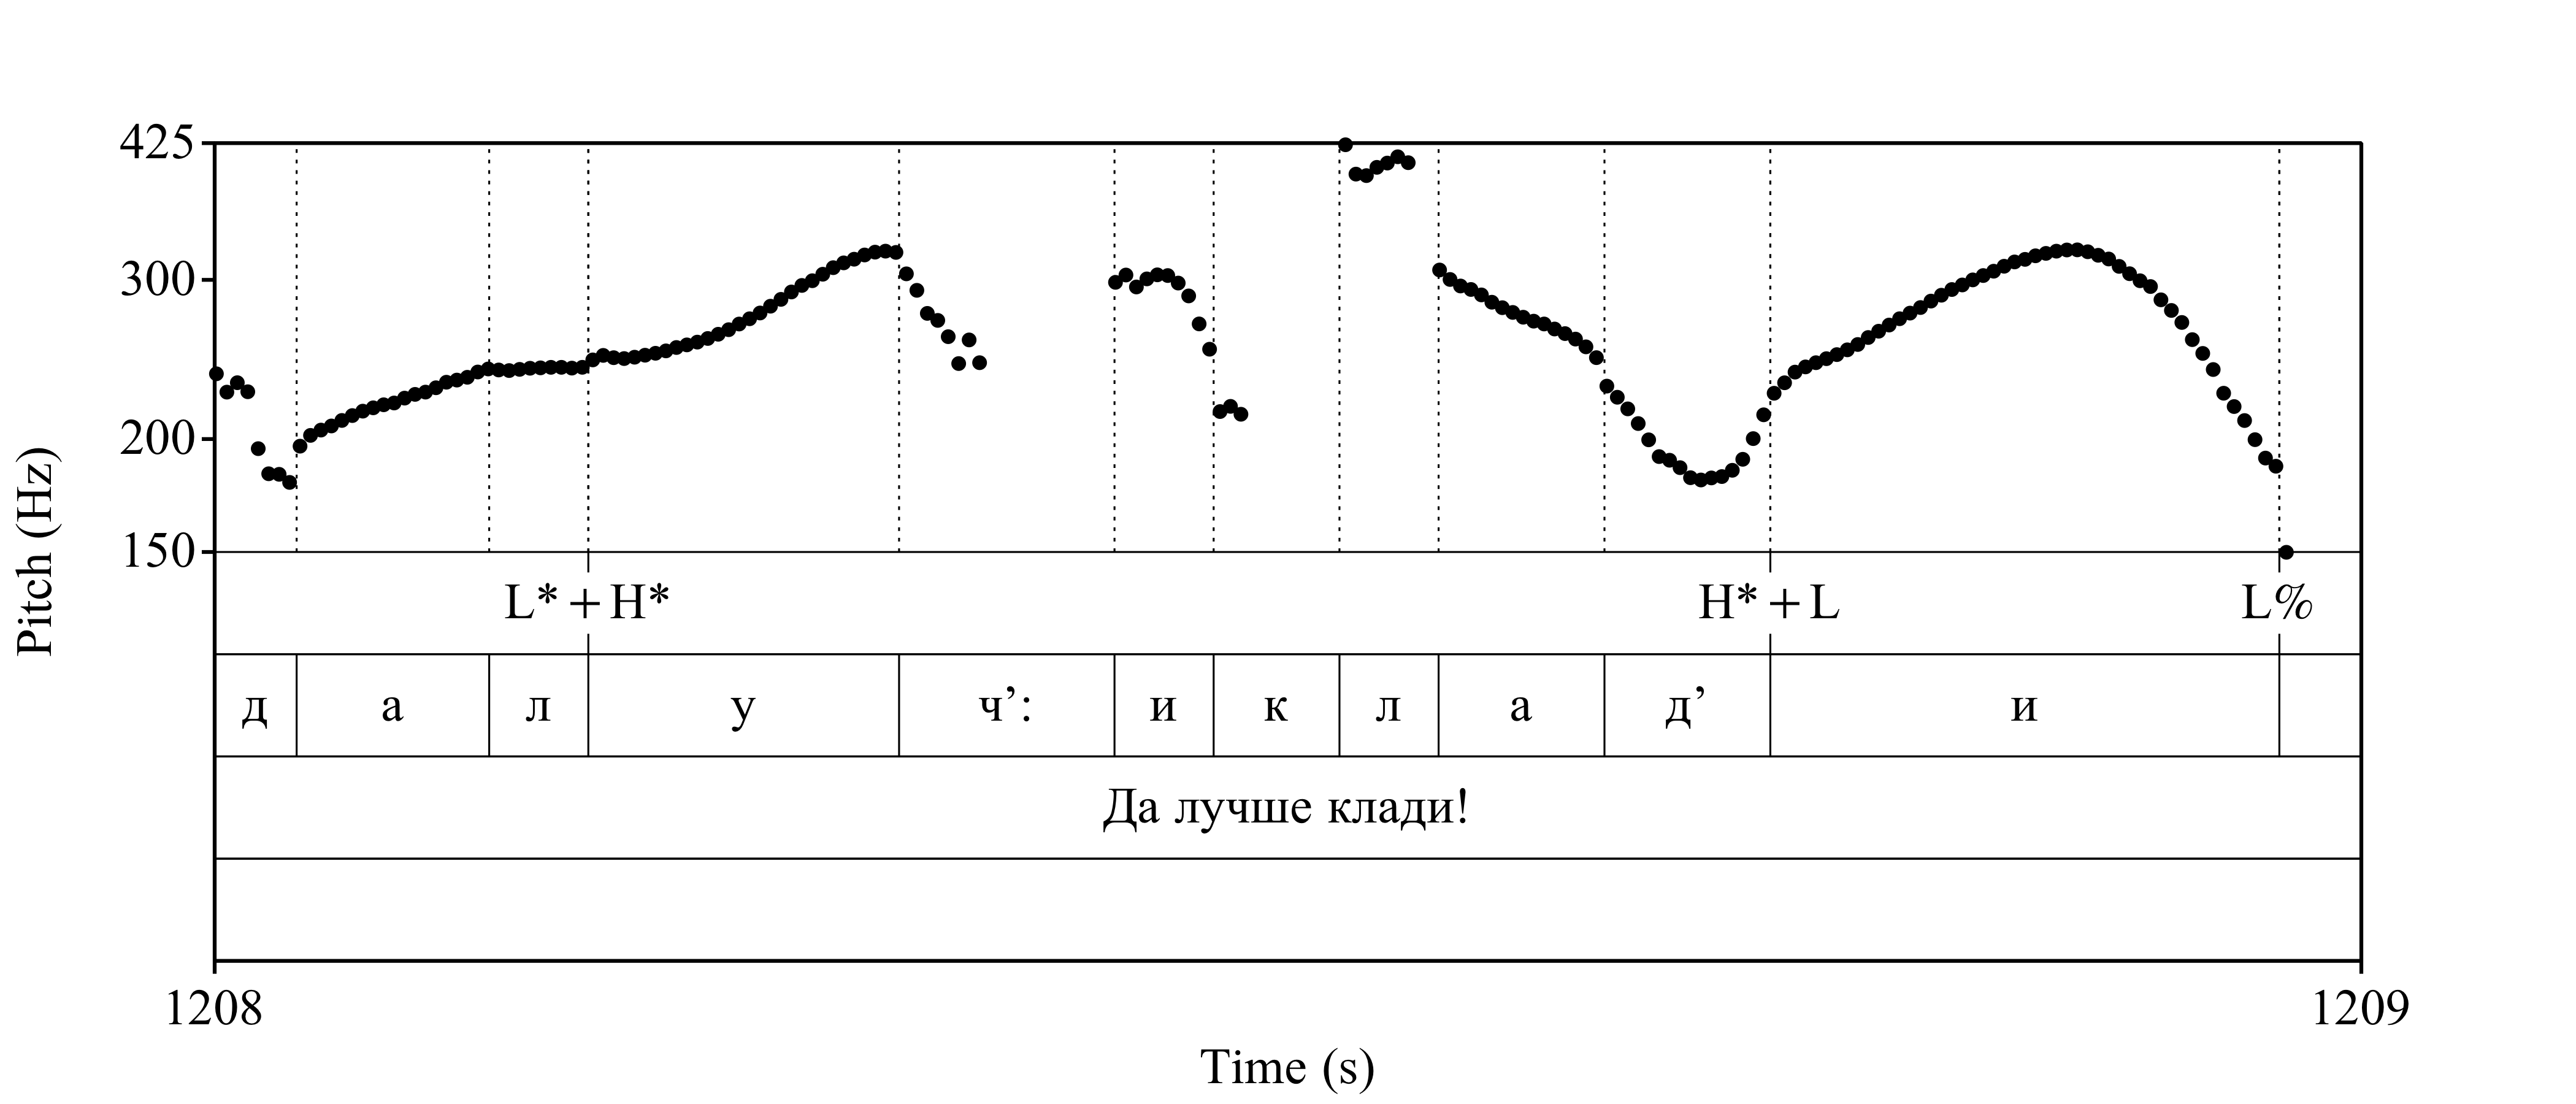 425
300
200
150
Pitch (Hz)
L* + H* H* + L L%
д а л у ч’: и к л а д’ и
Да лучше клади!
1208 1209
Time (s)